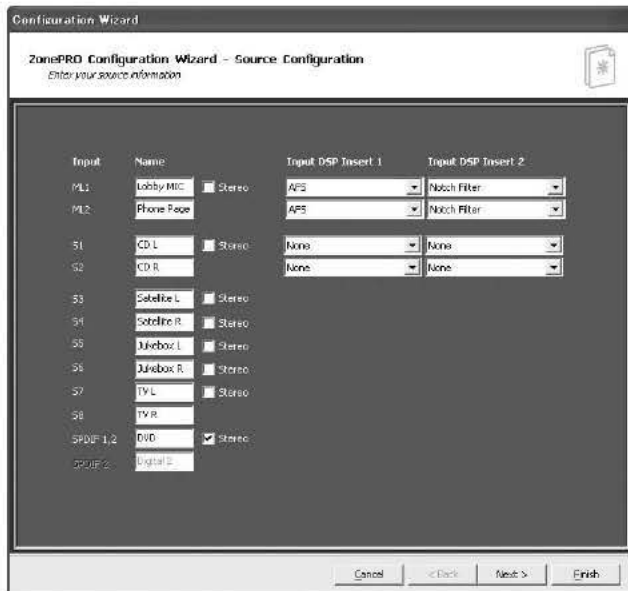 Configuration Wizard
ZonePRO Configuration Wizard - Source Configuration
Enter your source information
Input Name Input DSP Insert 1 Input DSP Insert 2
ML1 Lobby MIC Stereo AFS Notch Filter
ML2 Phone Page AFS Notch Filter
S1 CD L Stereo None None
S2 CD R None None
S3 Satellite L Stereo
S4 Satellite R Stereo
S5 Jukebox L Stereo
S6 Jukebox R Stereo
S7 TV L Stereo
S8 TV R
SPDIF 1,2 DVD Stereo
SPDIF 2 Digital 2
Cancel < Back Next > Finish